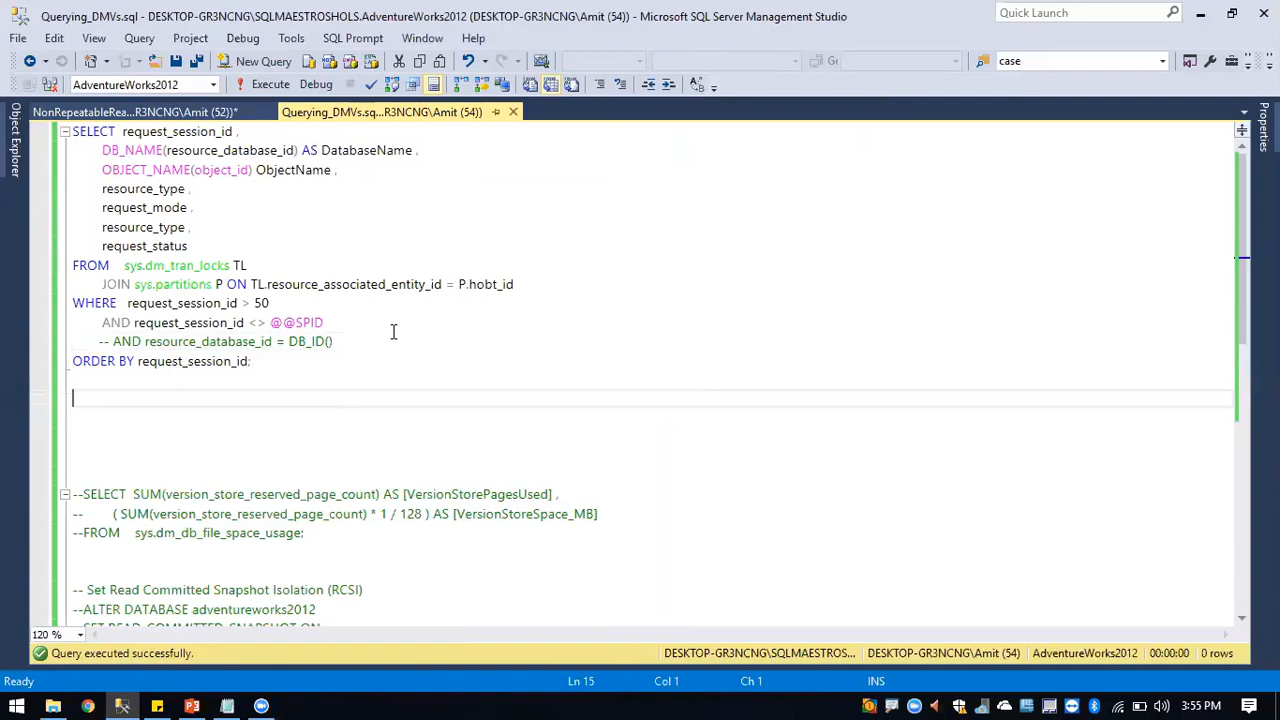 Querying_DMVs.sql - DESKTOP-GR3NCNG\SQLMAESTROSHOLS.AdventureWorks2012 (DESKTOP-GR3NCNG\Amit (54)) - Microsoft SQL Server Management Studio
Quick Launch
File Edit View Query Project Debug Tools SQL Prompt Window Help
New Query
case
AdventureWorks2012
Execute Debug
NonRepeatableRea...R3NCNG\Amit (52))*
Querying_DMVs.sq...R3NCNG\Amit (54))
Object Explorer
Properties
SELECT request_session_id ,
DB_NAME(resource_database_id) AS DatabaseName ,
OBJECT_NAME(object_id) ObjectName ,
resource_type ,
request_mode ,
resource_type ,
request_status
FROM sys.dm_tran_locks TL
JOIN sys.partitions P ON TL.resource_associated_entity_id = P.hobt_id
WHERE request_session_id > 50
AND request_session_id <> @@SPID
-- AND resource_database_id = DB_ID()
ORDER BY request_session_id;
--SELECT SUM(version_store_reserved_page_count) AS [VersionStorePagesUsed] ,
-- ( SUM(version_store_reserved_page_count) * 1 / 128 ) AS [VersionStoreSpace_MB]
--FROM sys.dm_db_file_space_usage;
-- Set Read Committed Snapshot Isolation (RCSI)
--ALTER DATABASE adventureworks2012
120 %
Query executed successfully.
DESKTOP-GR3NCNG\SQLMAESTROS...
DESKTOP-GR3NCNG\Amit (54)
AdventureWorks2012
00:00:00
0 rows
Ready
Ln 15
Col 1
Ch 1
INS
3:55 PM